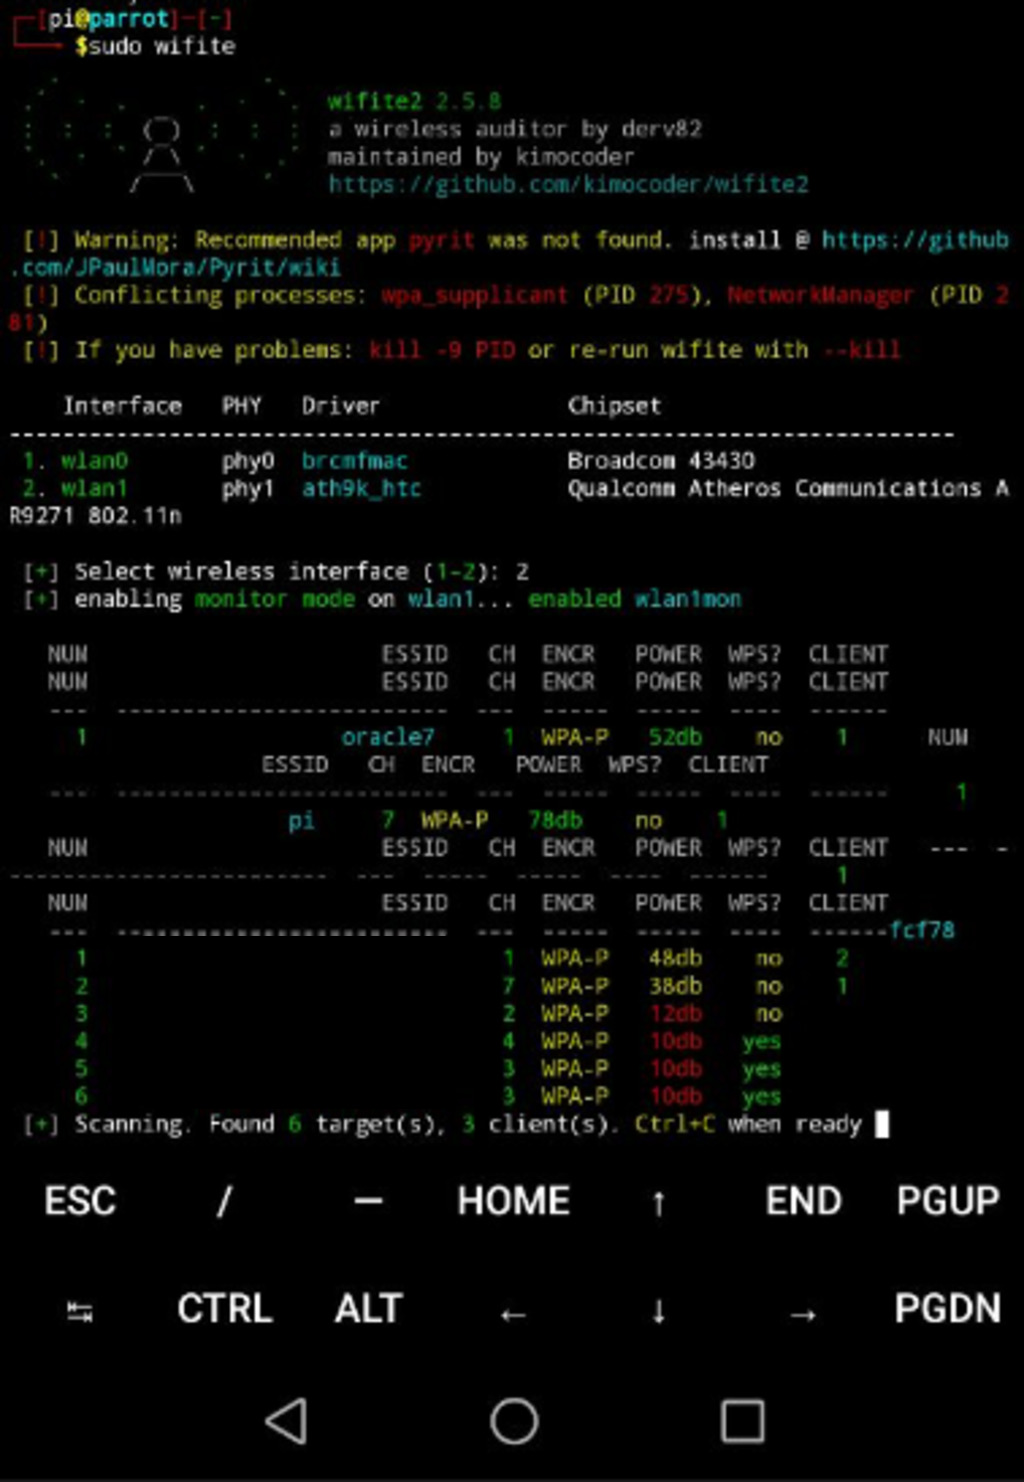 [pi@parrot]-[~]
$sudo wifite
wifite2 2.5.8
a wireless auditor by derv82
maintained by kimocoder
https://github.com/kimocoder/wifite2
[!] Warning: Recommended app pyrit was not found. install @ https://github
.com/JPaulMora/Pyrit/wiki
[!] Conflicting processes: wpa_supplicant (PID 275), NetworkManager (PID 2
81)
[!] If you have problems: kill -9 PID or re-run wifite with --kill
Interface PHY Driver Chipset
-----------------------------------------------------------------------
1. wlan0 phy0 brcmfmac Broadcom 43430
2. wlan1 phy1 ath9k_htc Qualcomm Atheros Communications A
R9271 802.11n
[+] Select wireless interface (1-2): 2
[+] enabling monitor mode on wlan1... enabled wlan1mon
NUM ESSID CH ENCR POWER WPS? CLIENT
NUM ESSID CH ENCR POWER WPS? CLIENT
--- ------------------------- --- ----- ----- ---- ------
1 oracle7 1 WPA-P 52db no 1 NUM
ESSID CH ENCR POWER WPS? CLIENT
--- ------------------------- --- ----- ----- ---- ------ 1
pi 7 WPA-P 78db no 1
NUM ESSID CH ENCR POWER WPS? CLIENT --- -
------------------------ --- ----- ----- ---- ------ 1
NUM ESSID CH ENCR POWER WPS? CLIENT
--- ------------------------- --- ----- ----- ---- ------fcf78
1 1 WPA-P 48db no 2
2 7 WPA-P 38db no 1
3 2 WPA-P 12db no
4 4 WPA-P 10db yes
5 3 WPA-P 10db yes
6 3 WPA-P 10db yes
[+] Scanning. Found 6 target(s), 3 client(s). Ctrl+C when ready
ESC / — HOME ↑ END PGUP
↹ CTRL ALT ← ↓ → PGDN